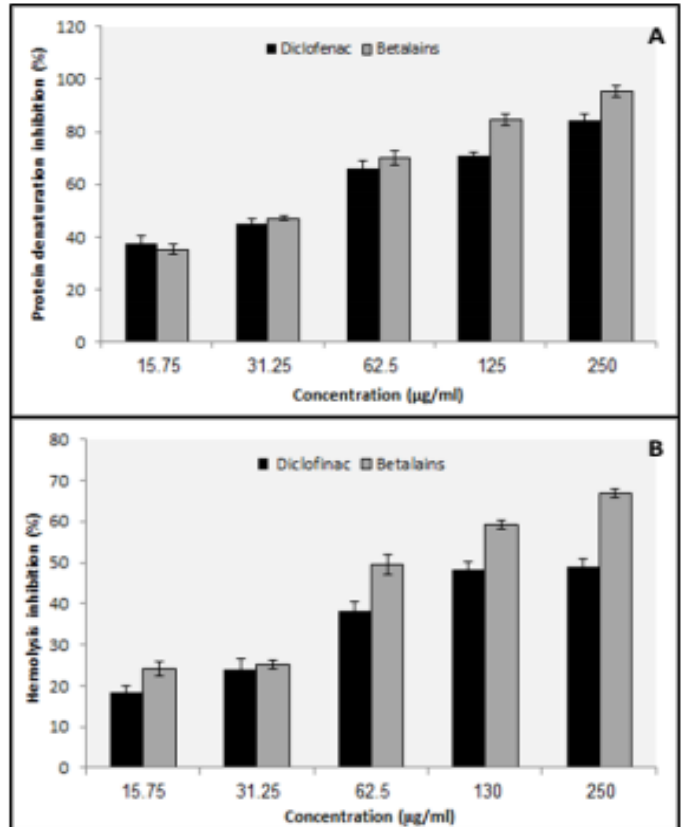 A
Diclofenac Betalains
Protein denaturation inhibition (%)
120
100
80
60
40
20
0
15.75 31.25 62.5 125 250
Concentration (µg/ml)
B
Diclofinac Betalains
Hemolysis inhibition (%)
80
70
60
50
40
30
20
10
0
15.75 31.25 62.5 130 250
Concentration (µg/ml)